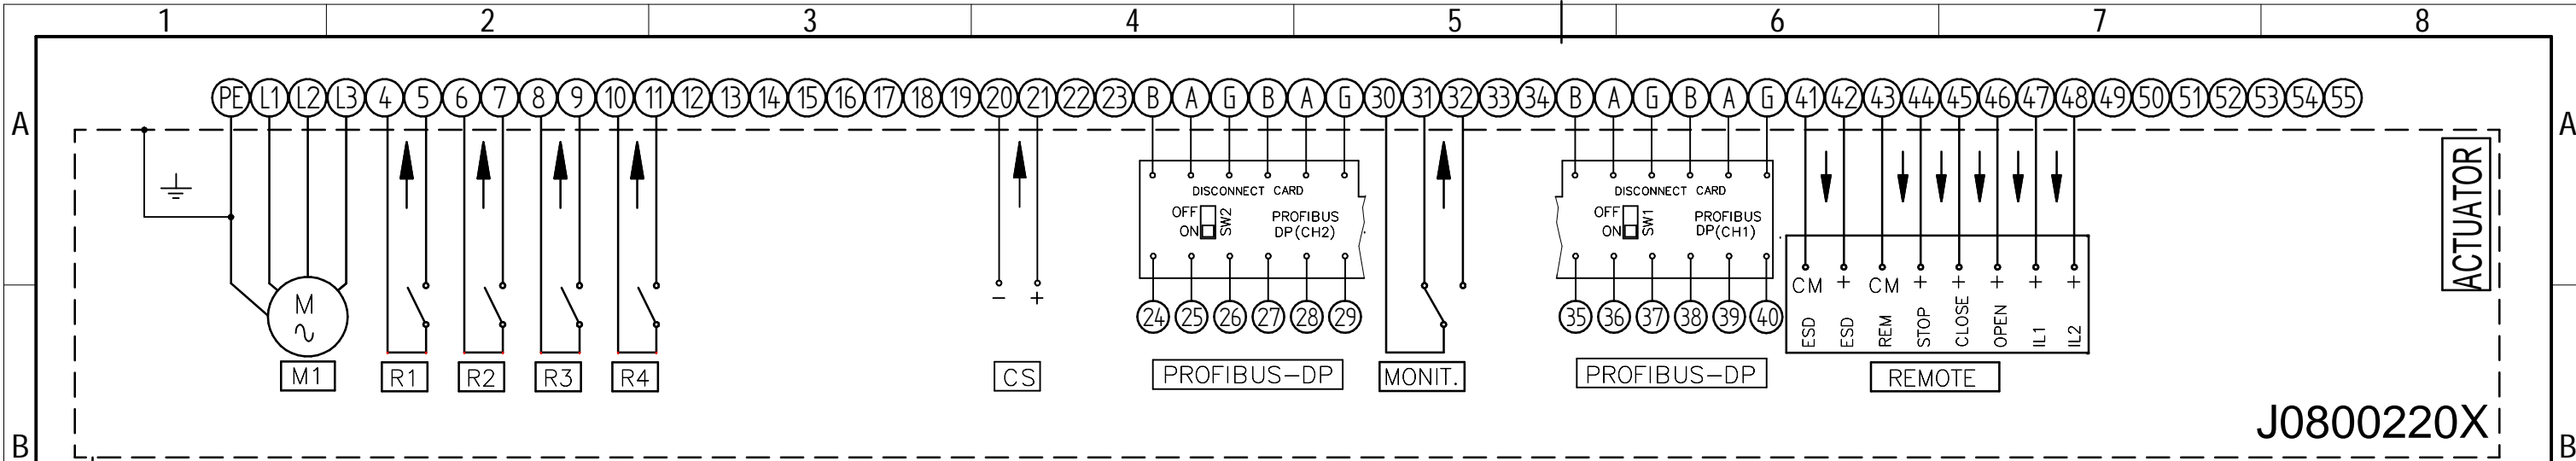 1 2 3 4 5 6 7 8
PE L1 L2 L3 4 5 6 7 8 9 10 11 12 13 14 15 16 17 18 19 20 21 22 23 B A G B A G 30 31 32 33 34 B A G B A G 41 42 43 44 45 46 47 48 49 50 51 52 53 54 55
A A
ACTUATOR
DISCONNECT CARD
OFF
ON
SW2
PROFIBUS
DP(CH2)
DISCONNECT CARD
OFF
ON
SW1
PROFIBUS
DP(CH1)
CM + CM + + + + +
ESD ESD REM STOP CLOSE OPEN IL1 IL2
M
- +
24 25 26 27 28 29
35 36 37 38 39 40
M1 R1 R2 R3 R4 CS PROFIBUS-DP MONIT. PROFIBUS-DP REMOTE
J0800220X
B B